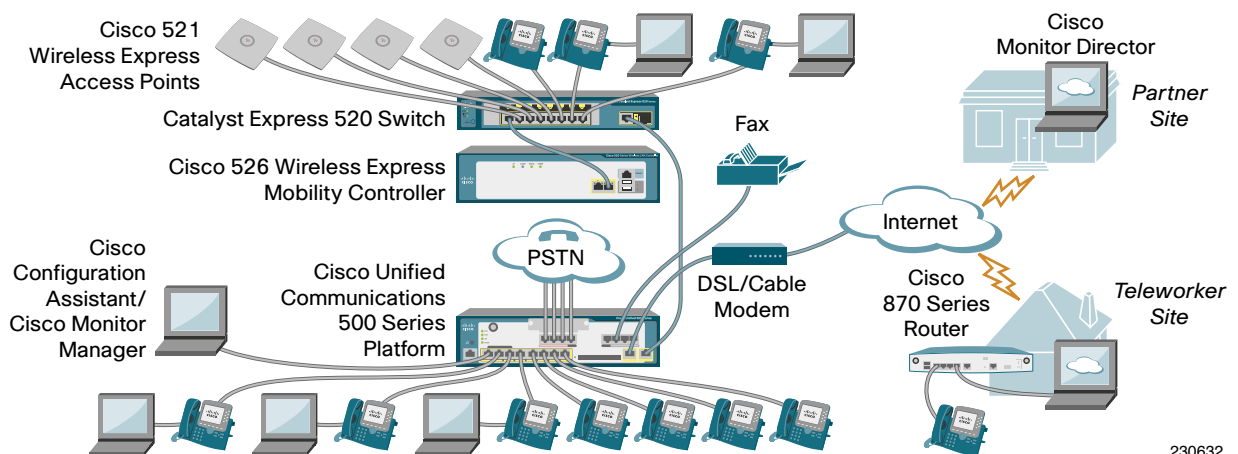 Cisco 521
Wireless Express
Access Points
Catalyst Express 520 Switch
Cisco 526 Wireless Express
Mobility Controller
Cisco
Configuration
Assistant/
Cisco Monitor
Manager
Cisco Unified
Communications
500 Series
Platform
PSTN
Fax
DSL/Cable
Modem
Internet
Cisco
Monitor Director
Partner
Site
Cisco
870 Series
Router
Teleworker
Site
230632